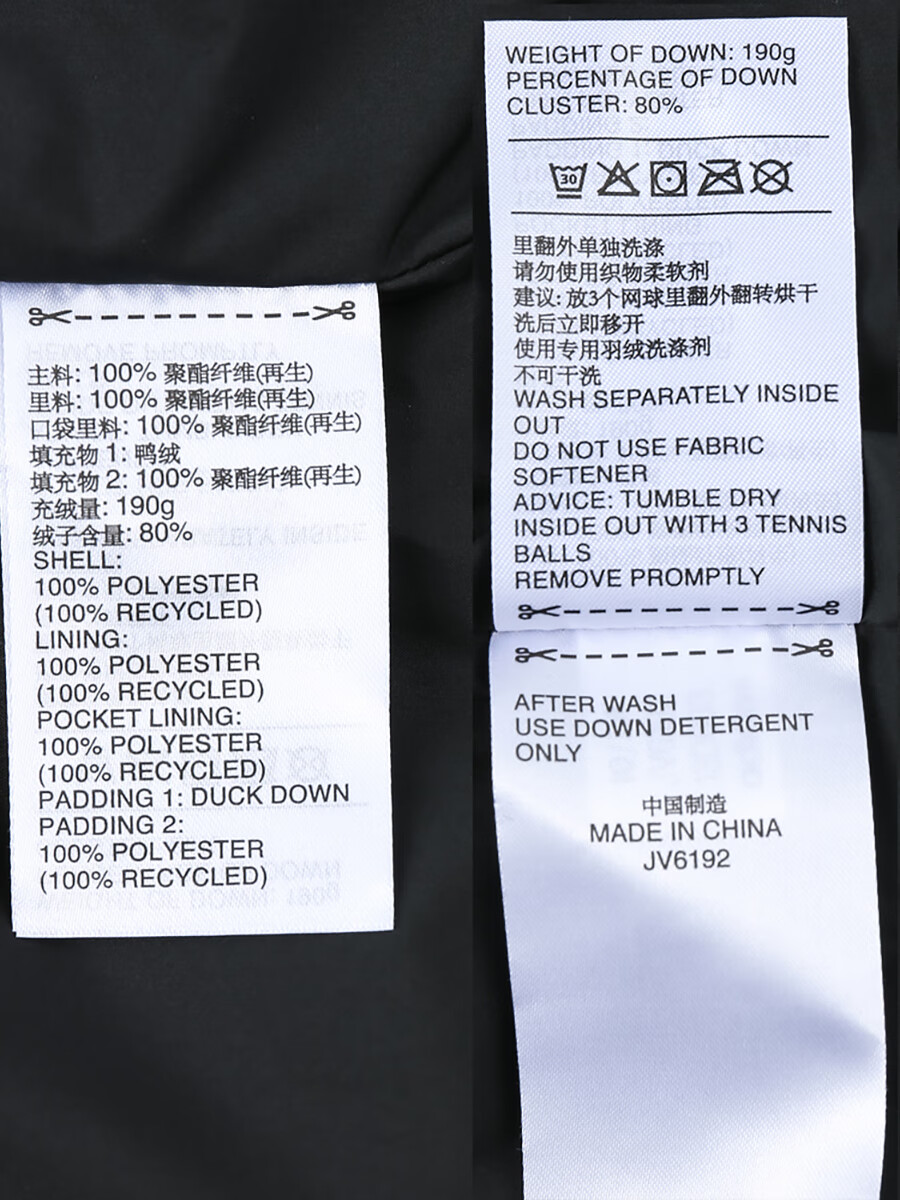 主料: 100% 聚酯纤维(再生)
里料: 100% 聚酯纤维(再生)
口袋里料: 100% 聚酯纤维(再生)
填充物 1: 鸭绒
填充物 2: 100% 聚酯纤维(再生)
充绒量: 190g
绒子含量: 80%
SHELL:
100% POLYESTER
(100% RECYCLED)
LINING:
100% POLYESTER
(100% RECYCLED)
POCKET LINING:
100% POLYESTER
(100% RECYCLED)
PADDING 1: DUCK DOWN
PADDING 2:
100% POLYESTER
(100% RECYCLED)
WEIGHT OF DOWN: 190g
PERCENTAGE OF DOWN
CLUSTER: 80%
30
里翻外单独洗涤
请勿使用织物柔软剂
建议: 放3个网球里翻外翻转烘干
洗后立即移开
使用专用羽绒洗涤剂
不可干洗
WASH SEPARATELY INSIDE
OUT
DO NOT USE FABRIC
SOFTENER
ADVICE: TUMBLE DRY
INSIDE OUT WITH 3 TENNIS
BALLS
REMOVE PROMPTLY
AFTER WASH
USE DOWN DETERGENT
ONLY
中国制造
MADE IN CHINA
JV6192